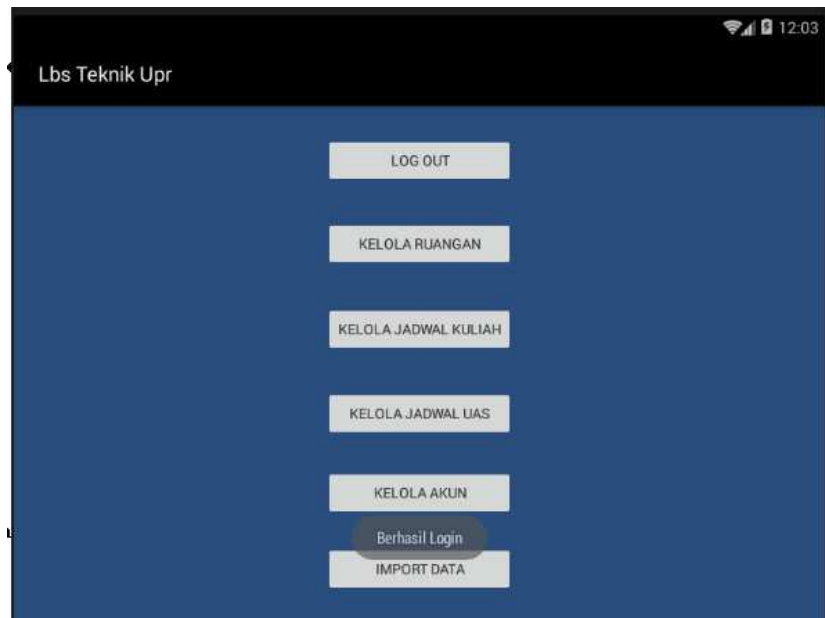 12:03
Lbs Teknik Upr
LOG OUT
KELOLA RUANGAN
KELOLA JADWAL KULIAH
KELOLA JADWAL UAS
KELOLA AKUN
Berhasil Login
IMPORT DATA